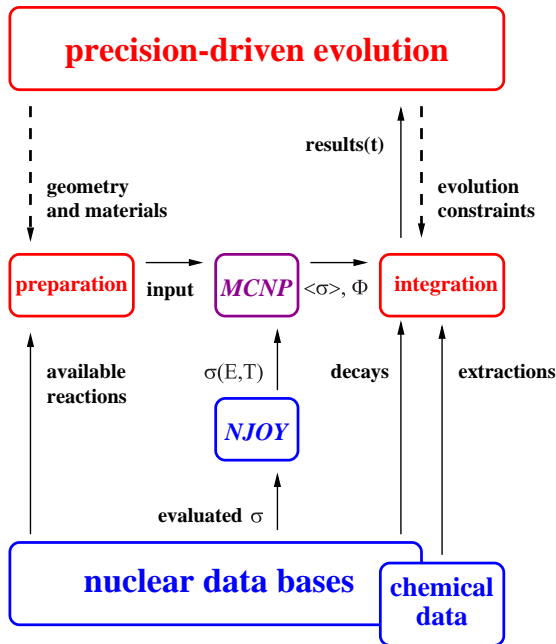 precision-driven evolution
results(t)
geometry
and materials
evolution
constraints
preparation
input
MCNP
<σ>, Φ
integration
available
reactions
σ(E,T)
decays
extractions
NJOY
evaluated σ
nuclear data bases
chemical
data